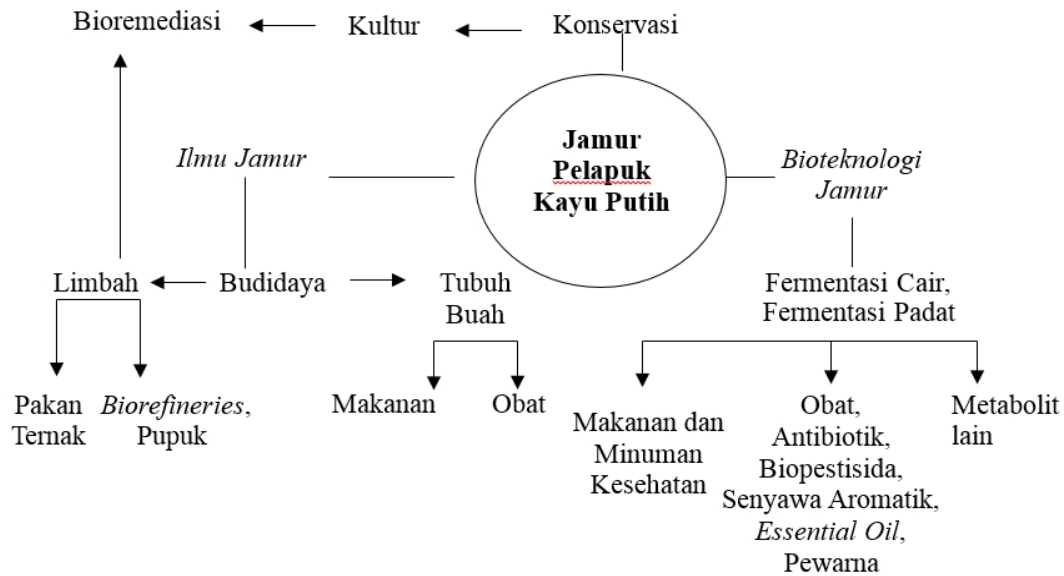 Bioremediasi
Kultur
Konservasi
Jamur
Pelapuk
Kayu Putih
Ilmu Jamur
Bioteknologi
Jamur
Limbah
Budidaya
Tubuh
Buah
Fermentasi Cair,
Fermentasi Padat
Pakan
Ternak
Biorefineries,
Pupuk
Makanan
Obat
Makanan dan
Minuman
Kesehatan
Obat,
Antibiotik,
Biopestisida,
Senyawa Aromatik,
Essential Oil,
Pewarna
Metabolit
lain